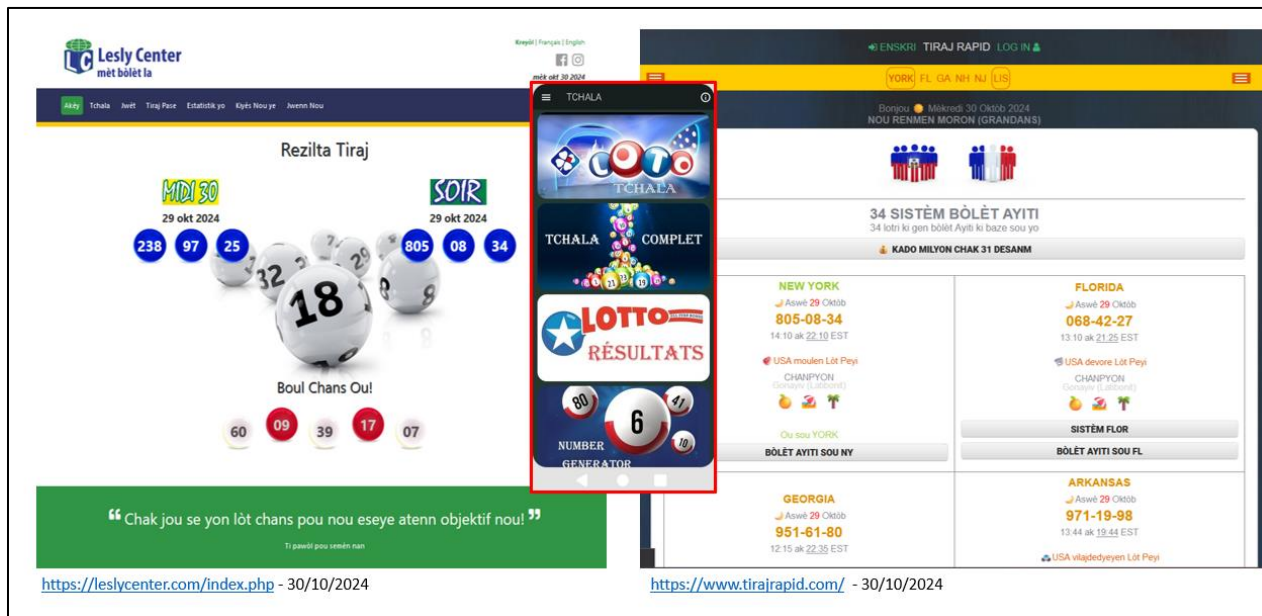 Lesly Center
mèt bòlèt la
Kreyòl | Français | English
mèk okt 30 2024
Akèy Tchala Jwèt Tiraj Pase Estatistik yo Kiyès Nou ye Jwenn Nou
Rezilta Tiraj
MIDI 30
SOIR
29 okt 2024
29 okt 2024
238 97 25
805 08 34
32
7
29
18
8
8
Boul Chans Ou!
60 09 39 17 07
“ Chak jou se yon lòt chans pou nou eseye atenn objektif nou! ”
Ti pawòl pou semèn nan
https://leslycenter.com/index.php - 30/10/2024
TCHALA
LOTO
TCHALA
TCHALA COMPLET
LOTTO
RÉSULTATS
80
6
41
10
NUMBER
GENERATOR
ENSKRI TIRAJ RAPID LOG IN
YORK FL GA NH NJ LIS
Bonjou Mèkredi 30 Oktòb 2024
NOU RENMEN MORON (GRANDANS)
34 SISTÈM BÒLÈT AYITI
34 lotri ki gen bòlèt Ayiti ki baze sou yo
KADO MILYON CHAK 31 DESANM
NEW YORK
Aswè 29 Oktòb
805-08-34
14:10 ak 22:10 EST
USA moulen Lòt Peyi
CHANPYON
Gonayiv (Latibonit)
Ou sou YORK
BÒLÈT AYITI SOU NY
FLORIDA
Aswè 29 Oktòb
068-42-27
13:10 ak 21:25 EST
USA devore Lòt Peyi
CHANPYON
Gonayiv (Latibonit)
SISTÈM FLOR
BÒLÈT AYITI SOU FL
GEORGIA
Aswè 29 Oktòb
951-61-80
12:15 ak 22:35 EST
ARKANSAS
Aswè 29 Oktòb
971-19-98
13:44 ak 19:44 EST
USA vilajdedyeyen Lòt Peyi
https://www.tirajrapid.com/ - 30/10/2024